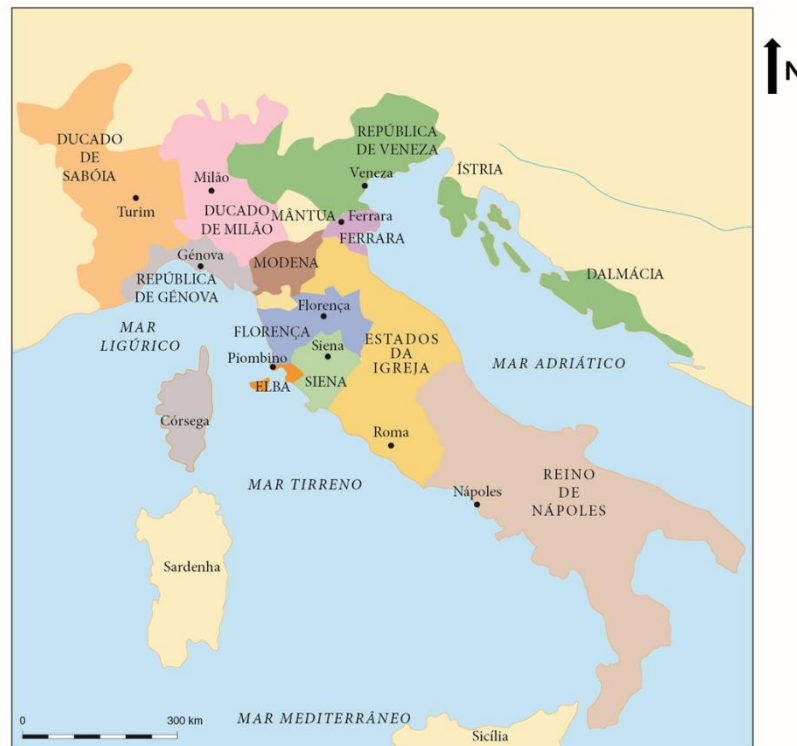 N
DUCADO
DE
SABÓIA
Turim
Milão
DUCADO
DE MILÃO
REPÚBLICA
DE VENEZA
Veneza
ÍSTRIA
MÂNTUA
Ferrara
FERRARA
Génova
REPÚBLICA
DE GÉNOVA
MODENA
DALMÁCIA
MAR
LIGÚRICO
Florença
FLORENÇA
Siena
SIENA
Piombino
ELBA
ESTADOS
DA
IGREJA
MAR ADRIÁTICO
Córsega
Roma
MAR TIRRENO
Nápoles
REINO
DE
NÁPOLES
Sardenha
0 300 km
MAR MEDITERRÂNEO
Sicília